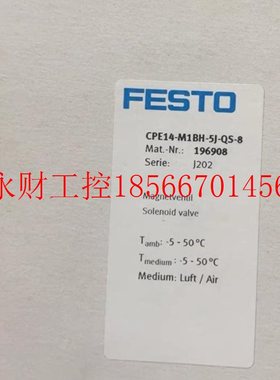 FESTO
CPE14-M1BH-5J-QS-8
Mat.-Nr.: 196908
Serie: J202
永财工控18566701456
Magnetventil
Solenoid valve
Tamb: -5 - 50°C
Tmedium: -5 - 50°C
Medium: Luft / Air